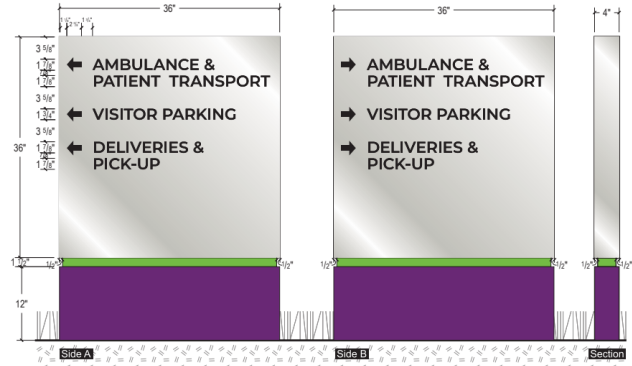 36"
36"
4"
1 ½"
2 ¾"
1 ¼"
3 5/8"
1 7/8"
1 7/8"
3 5/8"
1 3/4"
3 5/8"
1 7/8"
1 7/8"
36"
AMBULANCE &
PATIENT TRANSPORT
VISITOR PARKING
DELIVERIES &
PICK-UP
AMBULANCE &
PATIENT TRANSPORT
VISITOR PARKING
DELIVERIES &
PICK-UP
1 1/2"
1/2"
1/2"
1/2"
1/2"
1/2"
1/2"
12"
Side A
Side B
Section